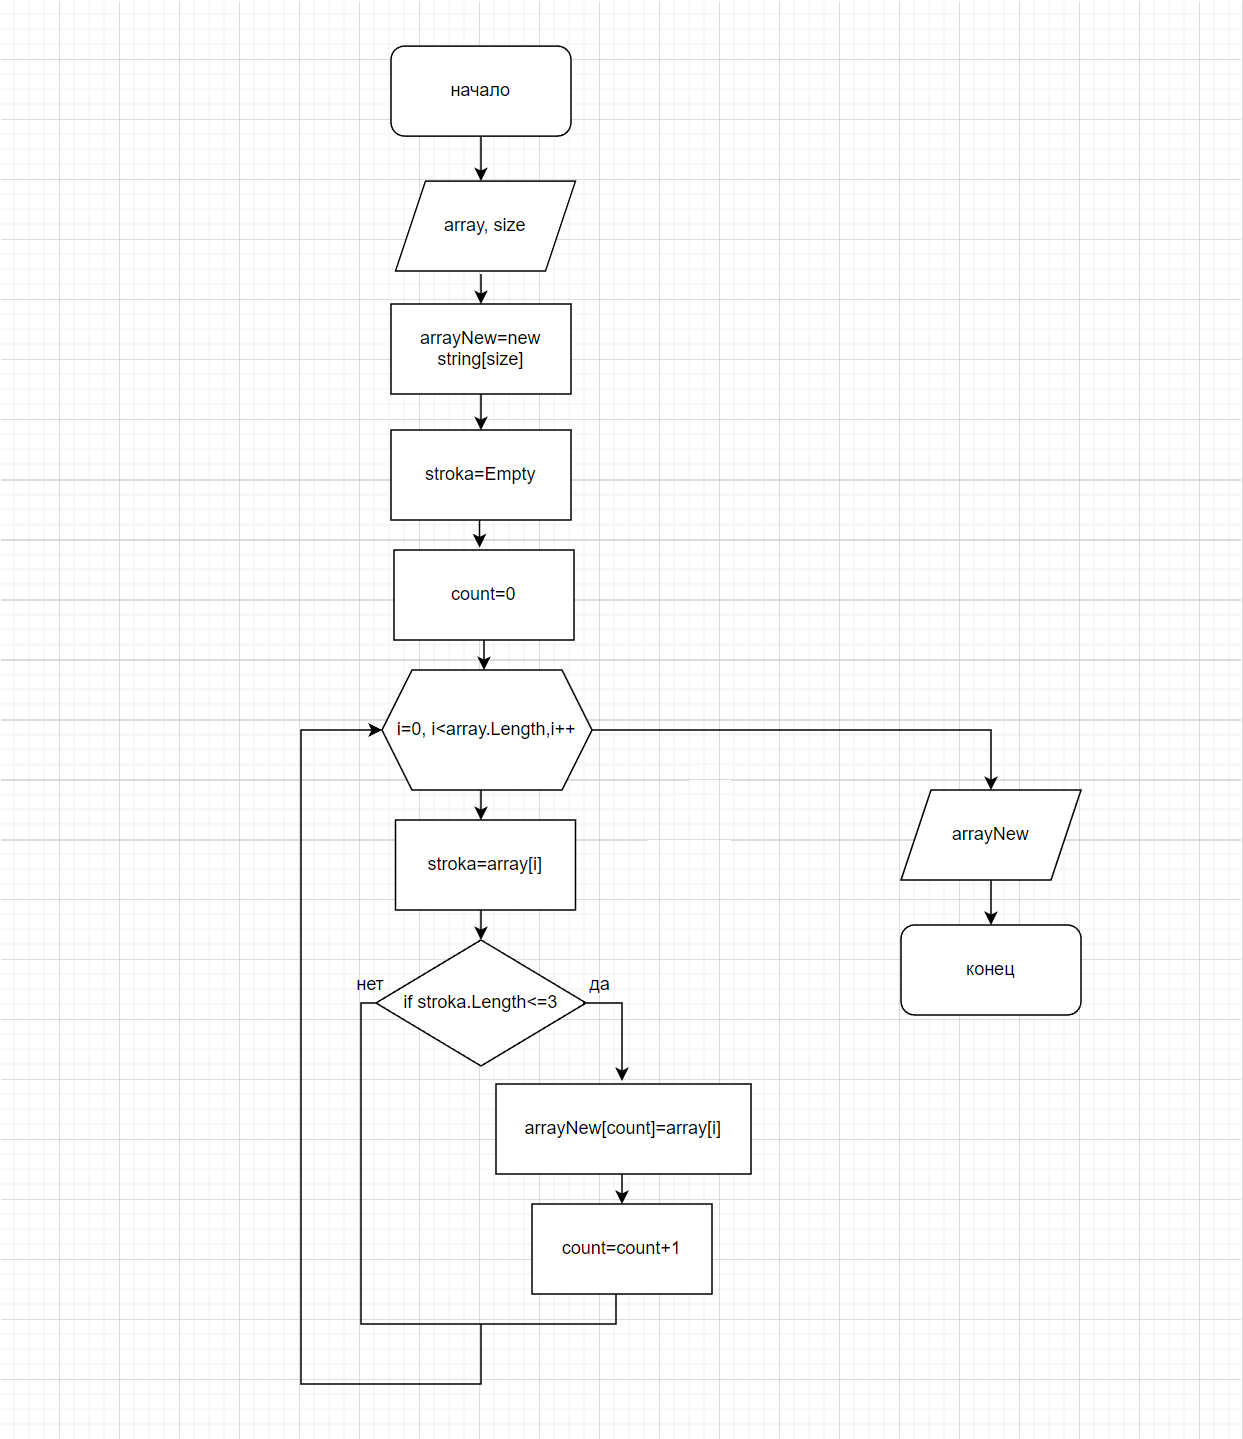 начало
array, size
arrayNew=new
string[size]
stroka=Empty
count=0
i=0, i<array.Length,i++
stroka=array[i]
нет
if stroka.Length<=3
да
arrayNew[count]=array[i]
count=count+1
arrayNew
конец